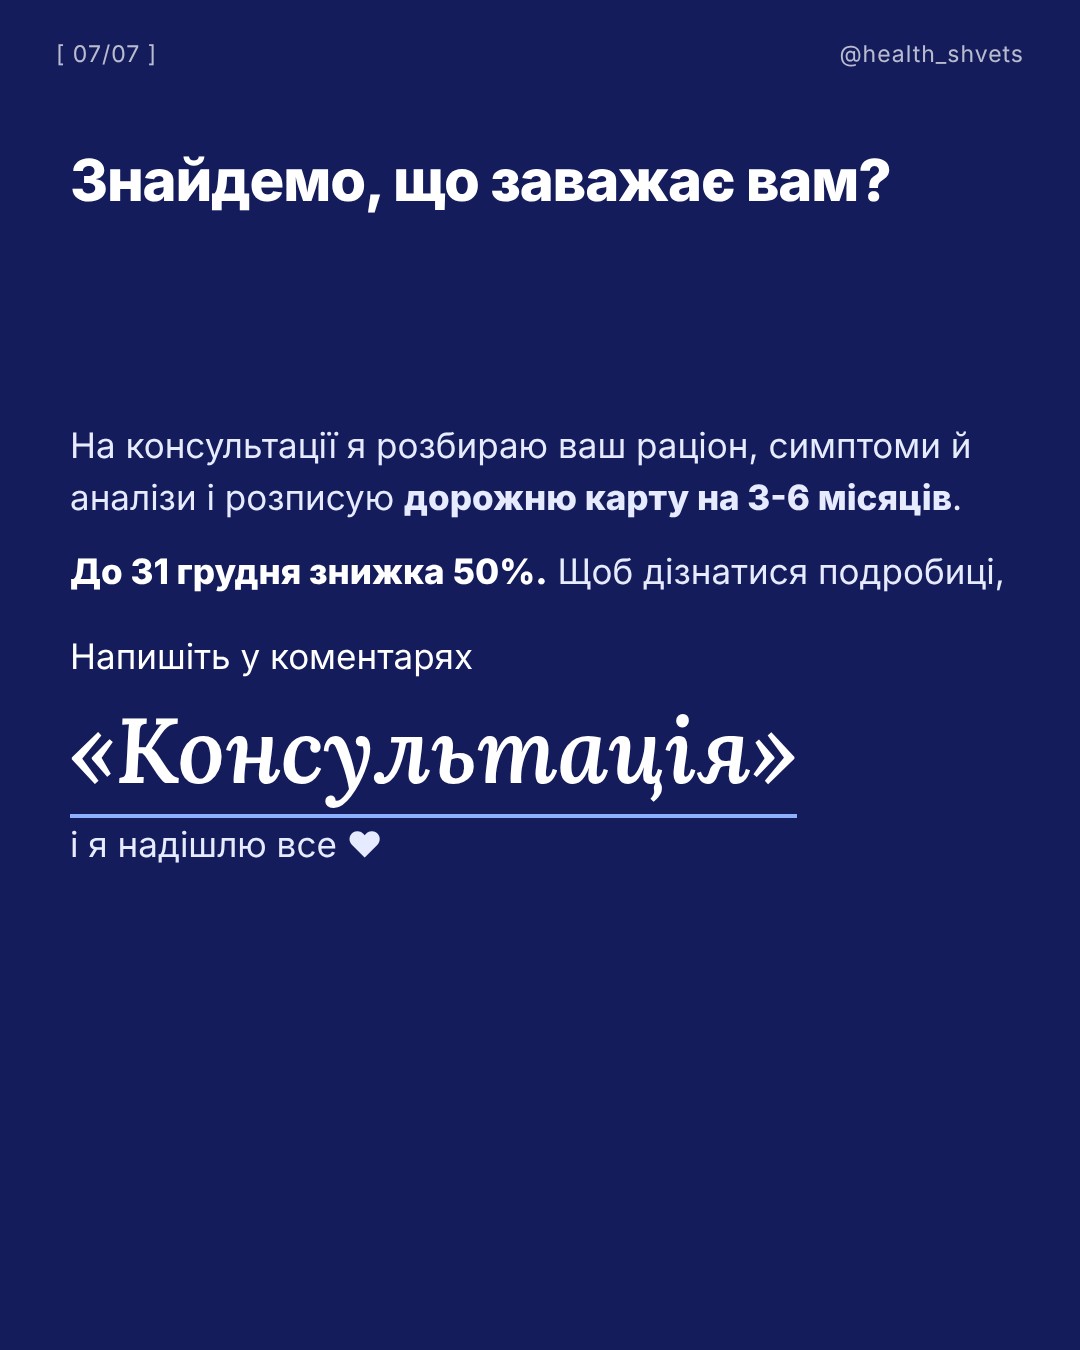 [ 07/07 ]
@health_shvets
Знайдемо, що заважає вам?
На консультації я розбираю ваш раціон, симптоми й
аналізи і розписую дорожню карту на 3-6 місяців.
До 31 грудня знижка 50%. Щоб дізнатися подробиці,
Напишіть у коментарях
«Консультація»
і я надішлю все ♥